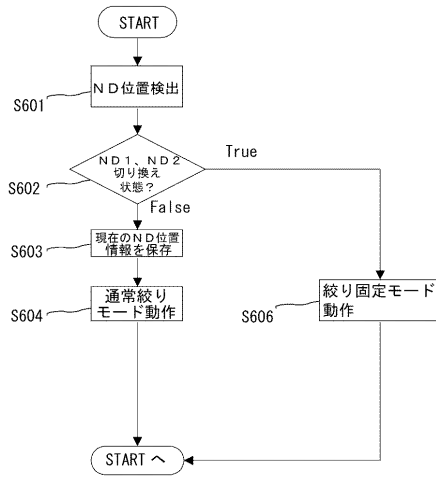 START
ND位置検出
S601
ND1、ND2
切り換え
状態?
True
S602
False
現在のND位置
情報を保存
S603
通常絞り
モード動作
S604
絞り固定モード
動作
S606
START へ